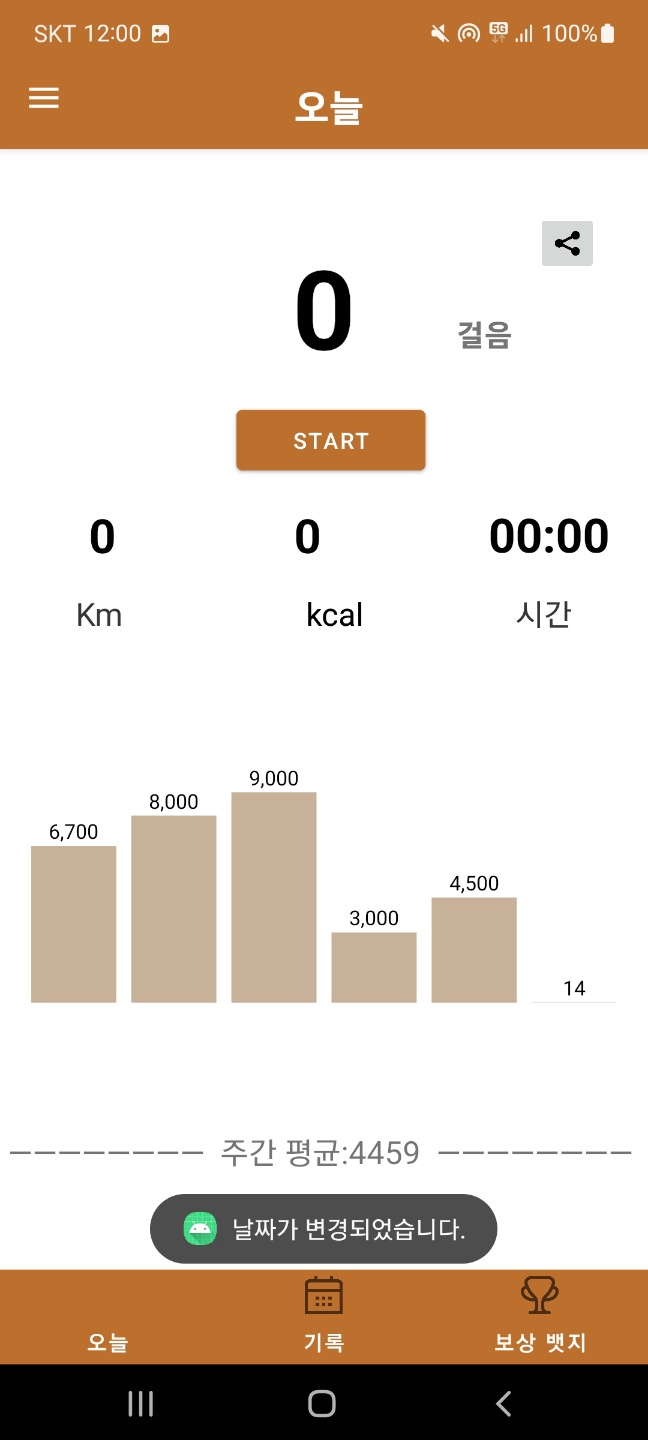 SKT 12:00 5G 100%
오늘
0 걸음
START
0 0 00:00
Km kcal 시간
9,000
8,000
6,700
4,500
3,000
14
-------- 주간 평균:4459 --------
날짜가 변경되었습니다.
오늘 기록 보상 뱃지